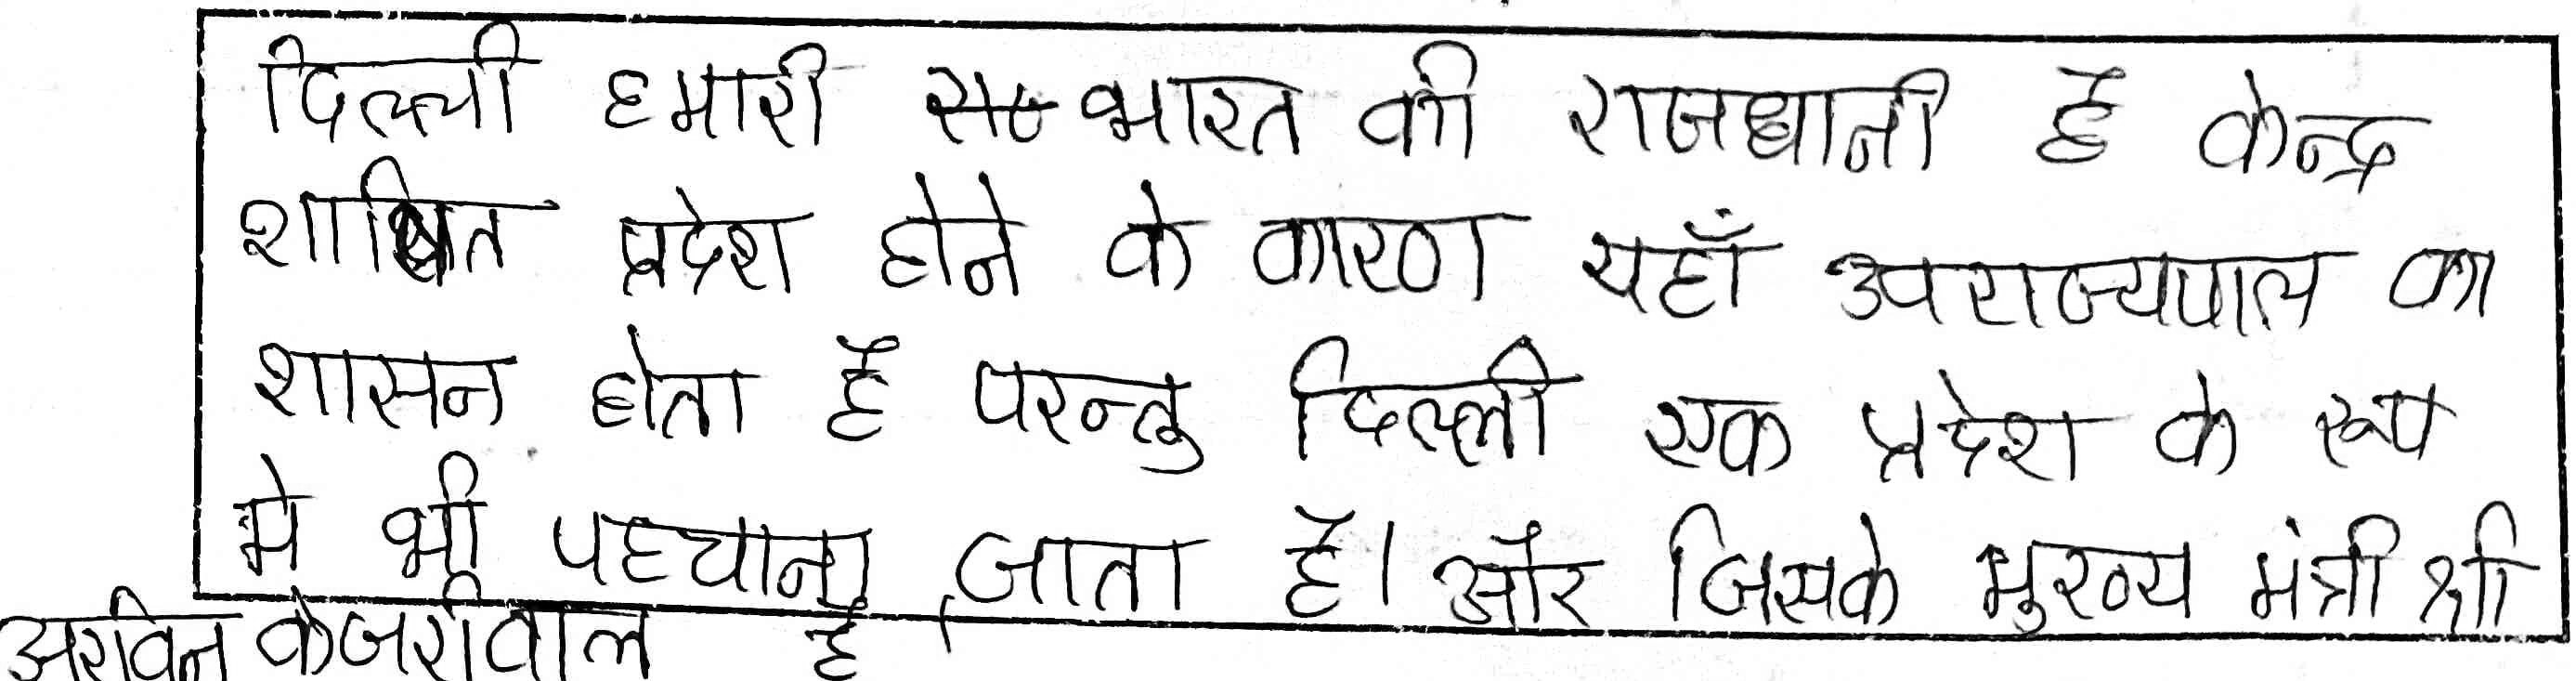 दिल्ली हमारी भारत की राजधानी है केन्द्र
शासित प्रदेश होने के कारण यहाँ उपराज्यपाल का
शासन होता है परन्तु दिल्ली एक प्रदेश के रूप
मे भी पहचाना जाता है। और जिसके मुख्य मंत्री श्री
अरविन केजरीवाल है।